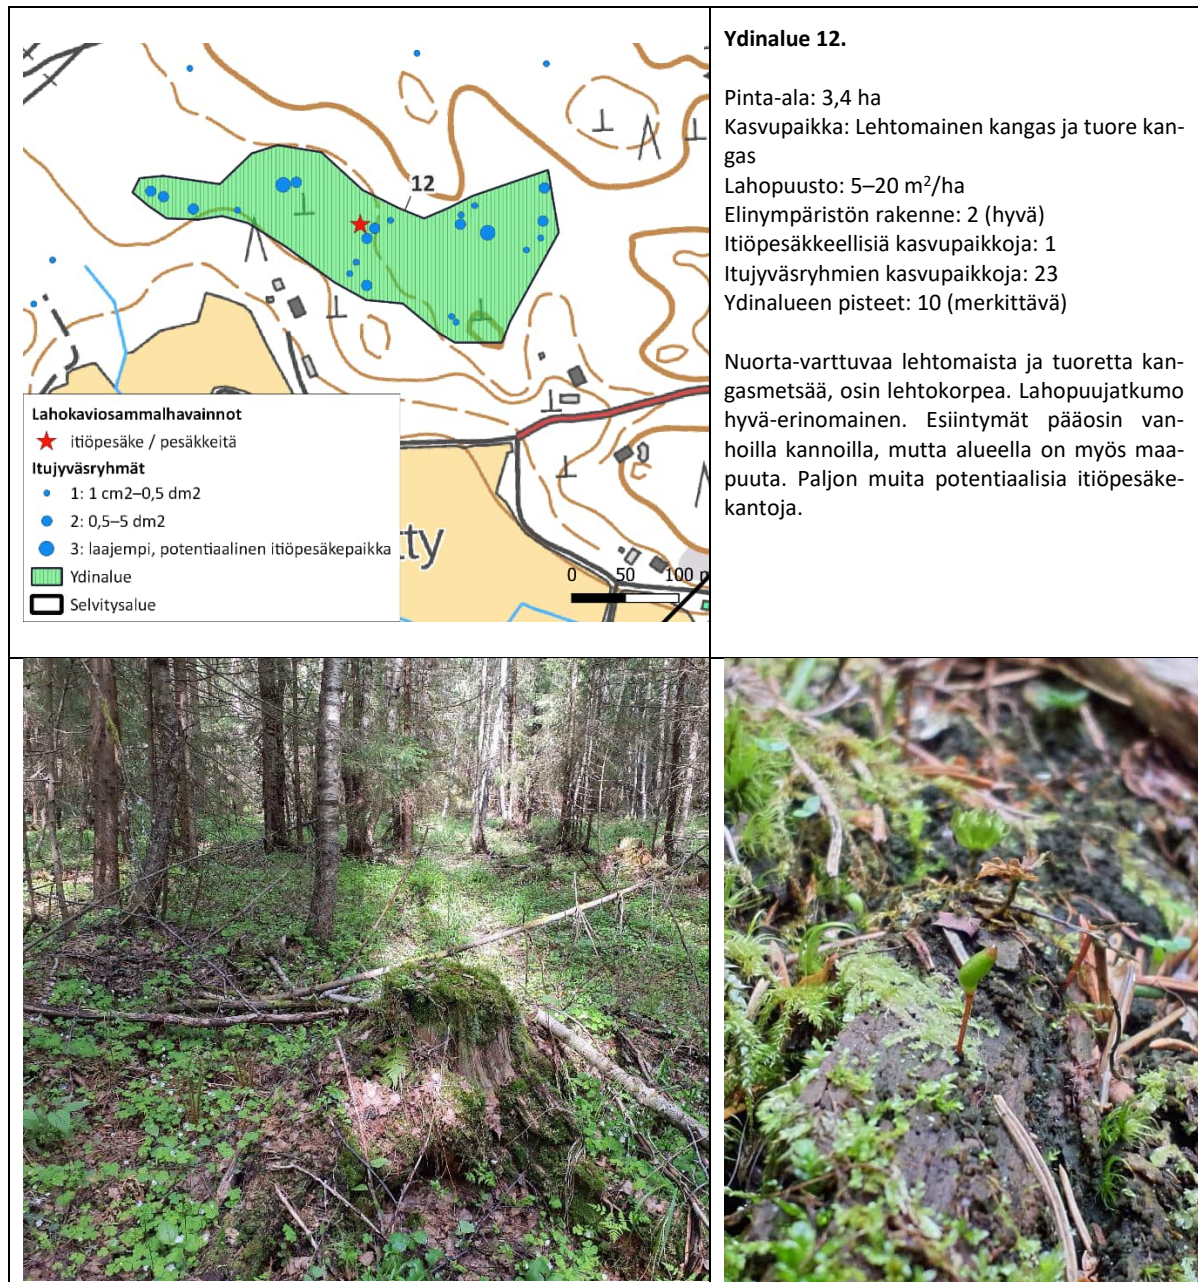 12
tty
0 50 100 m
Lahokaviosammalhavainnot
itiöpesäke / pesäkkeitä
Itujyväsryhmät
1: 1 cm2–0,5 dm2
2: 0,5–5 dm2
3: laajempi, potentiaalinen itiöpesäkepaikka
Ydinalue
Selvitysalue
Ydinalue 12.
Pinta-ala: 3,4 ha
Kasvupaikka: Lehtomainen kangas ja tuore kan-
gas
Lahopuusto: 5–20 m²/ha
Elinympäristön rakenne: 2 (hyvä)
Itiöpesäkkeellisiä kasvupaikkoja: 1
Itujyväsryhmien kasvupaikkoja: 23
Ydinalueen pisteet: 10 (merkittävä)
Nuorta-varttuvaa lehtomaista ja tuoretta kan-
gasmetsää, osin lehtokorpea. Lahopuujatkumo
hyvä-erinomainen. Esiintymät pääosin van-
hoilla kannoilla, mutta alueella on myös maa-
puuta. Paljon muita potentiaalisia itiöpesäke-
kantoja.